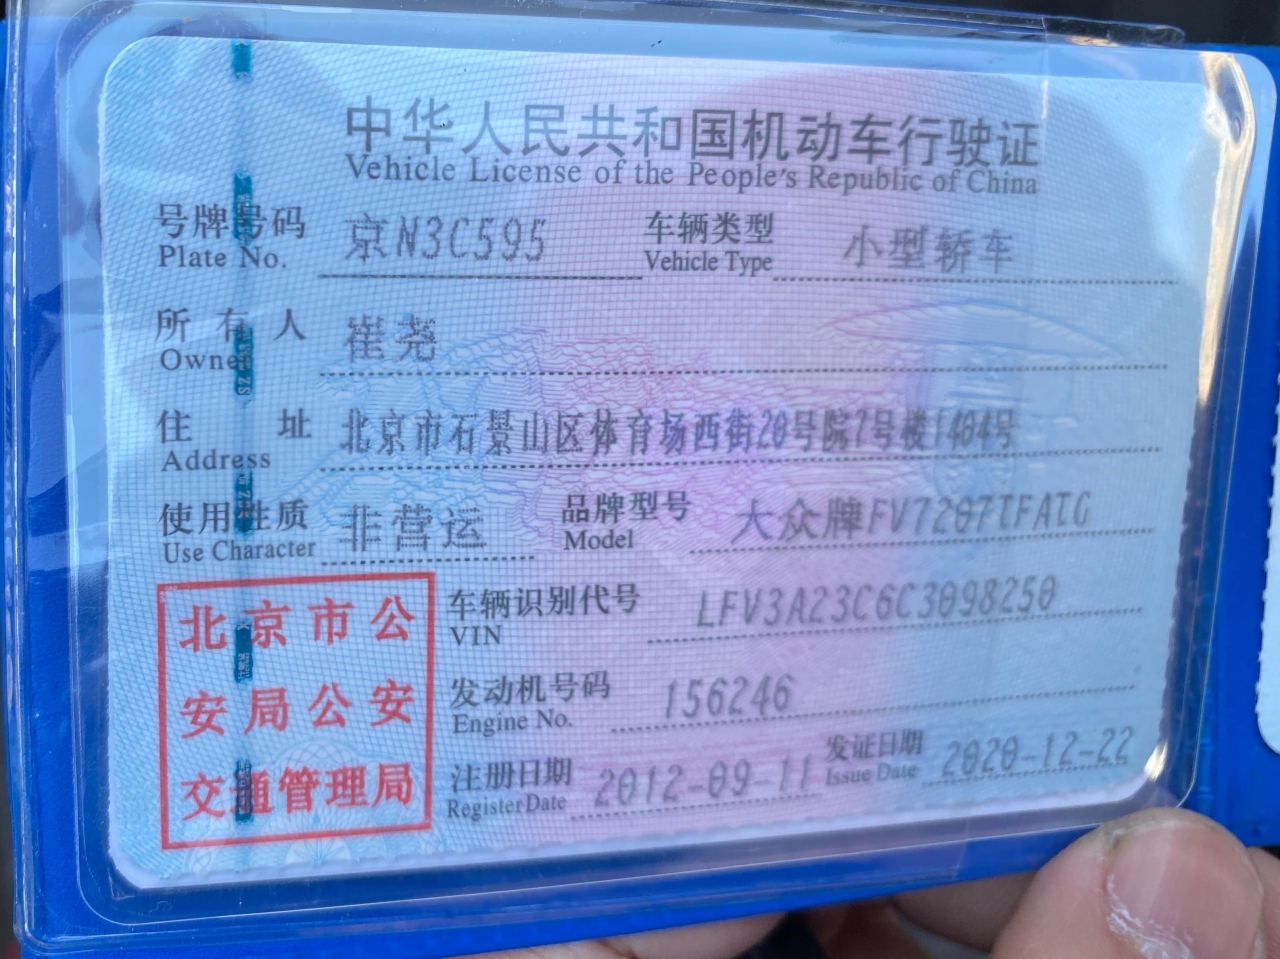 中华人民共和国机动车行驶证
Vehicle License of the People's Republic of China
号牌号码 京N3C595 车辆类型 小型轿车
Plate No. Vehicle Type
所有人 崔尧
Owner
住址 北京市石景山区体育场西街20号院7号楼1404号
Address
使用性质 非营运 品牌型号 大众牌FV7207TFATG
Use Character Model
北京市公
安局公安
交通管理局
车辆识别代号 LFV3A23C6C3098250
VIN
发动机号码 156246
Engine No.
注册日期 2012-09-11 发证日期 2020-12-22
Register Date Issue Date